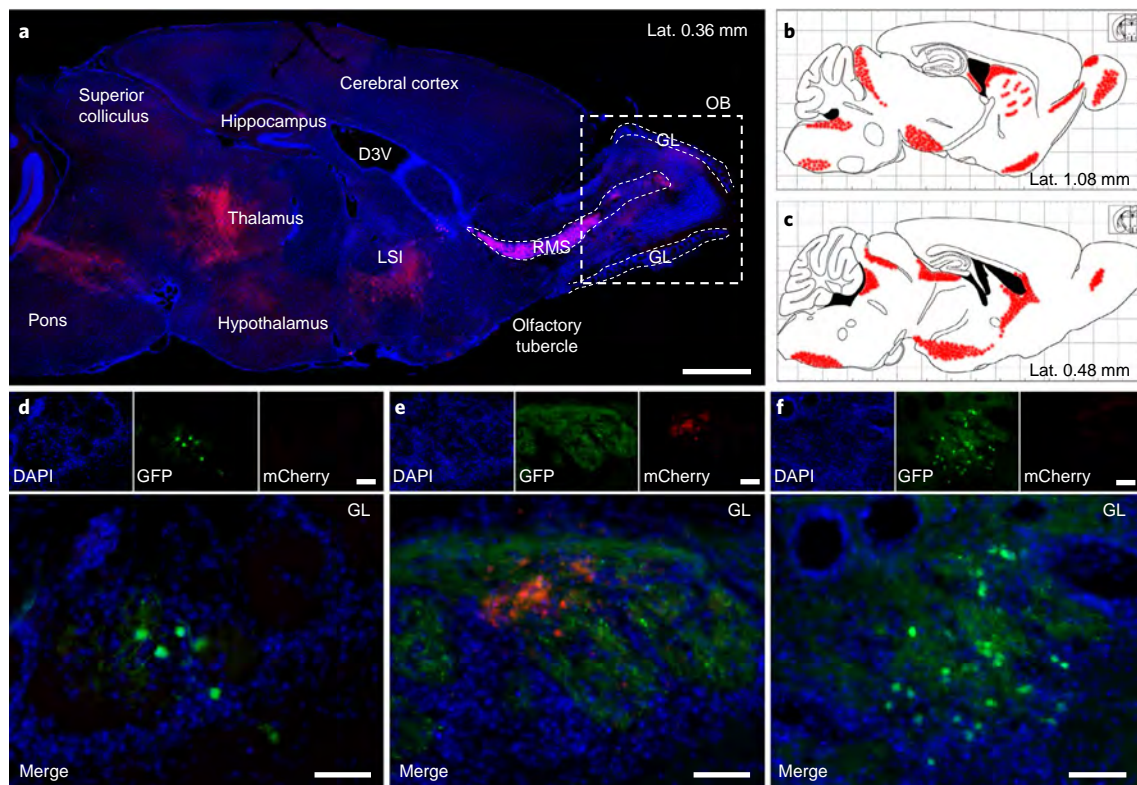 a
Lat. 0.36 mm
Cerebral cortex
Superior
colliculus
Hippocampus
OB
GL
D3V
Thalamus
RMS
LSI
GL
Pons
Hypothalamus
Olfactory
tubercle
b
Lat. 1.08 mm
c
Lat. 0.48 mm
d
DAPI
GFP
mCherry
GL
Merge
e
DAPI
GFP
mCherry
GL
Merge
f
DAPI
GFP
mCherry
GL
Merge